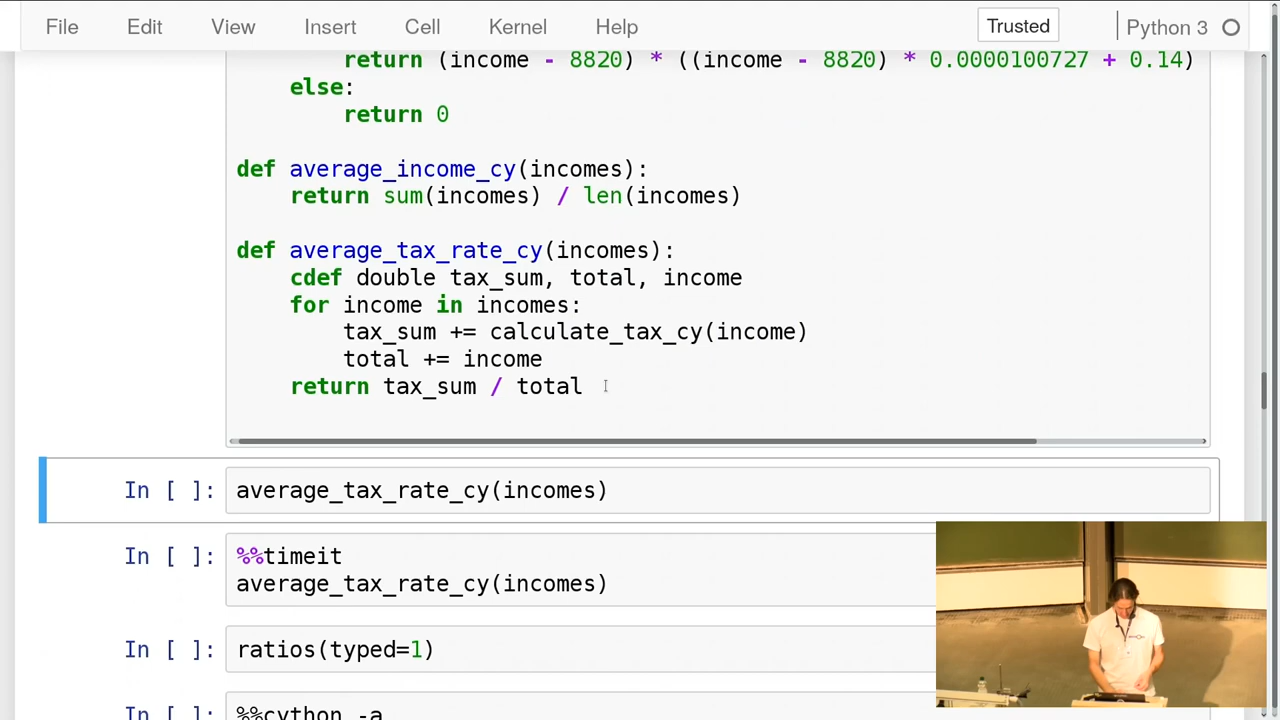 File Edit View Insert Cell Kernel Help Trusted Python 3
return (income - 8820) * ((income - 8820) * 0.0000100727 + 0.14)
else:
return 0
def average_income_cy(incomes):
return sum(incomes) / len(incomes)
def average_tax_rate_cy(incomes):
cdef double tax_sum, total, income
for income in incomes:
tax_sum += calculate_tax_cy(income)
total += income
return tax_sum / total
In [ ]: average_tax_rate_cy(incomes)
In [ ]: %%timeit
average_tax_rate_cy(incomes)
In [ ]: ratios(typed=1)
In [ ]: %%cython -a